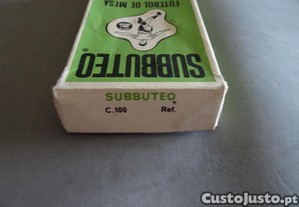 FUTEBOL DE MESA
SUBBUTEO
SUBBUTEO
C.100 Ref.
CustoJusto.pt